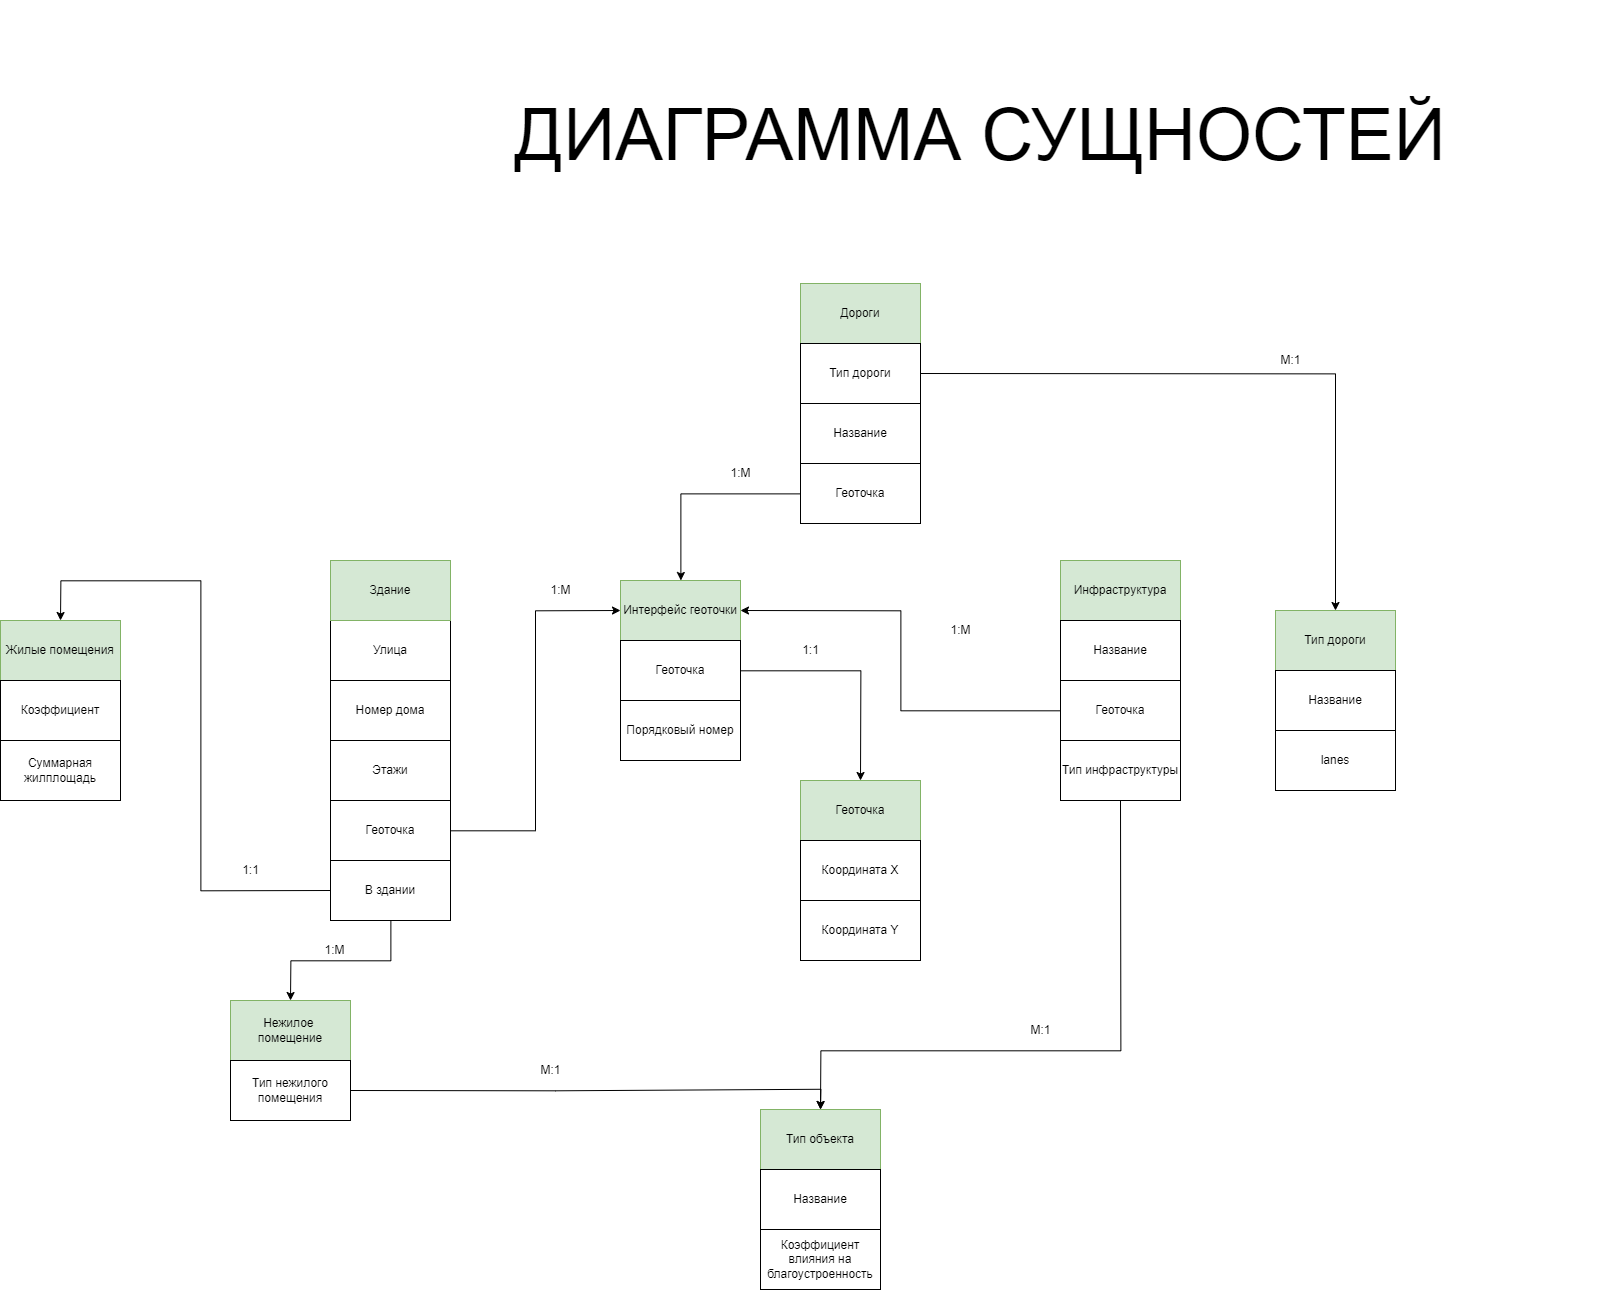 ДИАГРАММА СУЩНОСТЕЙ
Дороги
Тип дороги
Название
Геоточка
М:1
1:М
Жилые помещения
Коэффициент
Суммарная
жилплощадь
1:1
Здание
Улица
Номер дома
Этажи
Геоточка
В здании
1:М
1:М
Интерфейс геоточки
Геоточка
Порядковый номер
1:1
1:М
Геоточка
Координата X
Координата Y
Инфраструктура
Название
Геоточка
Тип инфраструктуры
Тип дороги
Название
lanes
Нежилое
помещение
Тип нежилого
помещения
М:1
М:1
Тип объекта
Название
Коэффициент
влияния на
благоустроенность